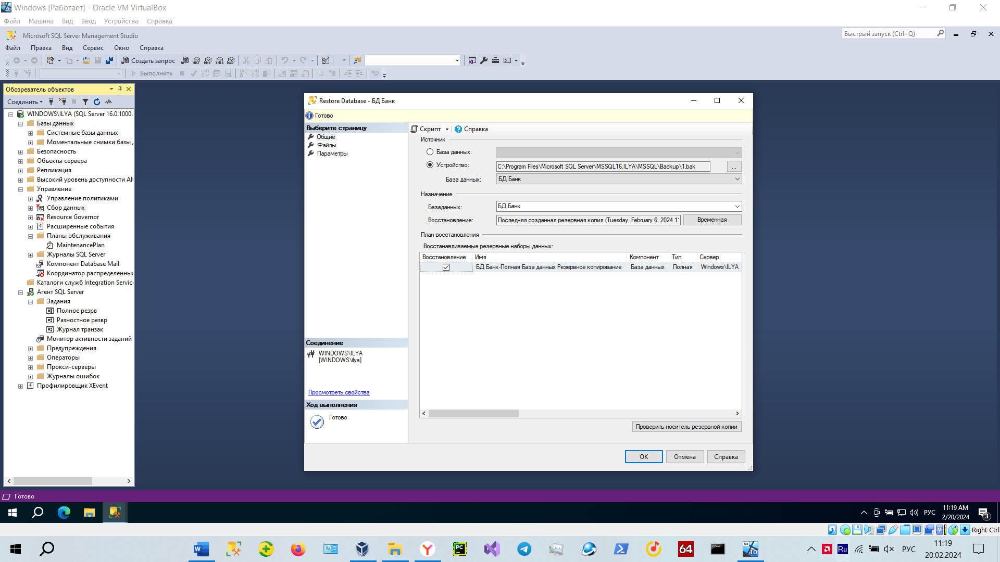 Windows [Работает] - Oracle VM VirtualBox
Файл Машина Вид Ввод Устройства Справка
Microsoft SQL Server Management Studio
Быстрый запуск (Ctrl+Q)
Файл Правка Вид Сервис Окно Справка
Создать запрос
MDX DMX XMLA DAX
Выполнить
Обозреватель объектов
Соединить
WINDOWS\ILYA (SQL Server 16.0.1000.
Базы данных
Системные базы данных
Моментальные снимки базы
Безопасность
Объекты сервера
Репликация
Высокий уровень доступности Al
Управление
Управление политиками
Сбор данных
Resource Governor
Расширенные события
Планы обслуживания
MaintenancePlan
Журналы SQL Server
Компонент Database Mail
Координатор распределенны
Каталоги служб Integration Servic
Агент SQL Server
Задания
Полное резрв
Разностное резвр
Журнал транзак
Монитор активности заданий
Предупреждения
Операторы
Прокси-серверы
Журналы ошибок
Профилировщик XEvent
Restore Database - БД Банк
Готово
Выберите страницу
Общие
Файлы
Параметры
Соединение
WINDOWS\ILYA
[WINDOWS\ilya]
Просмотреть свойства
Ход выполнения
Готово
Скрипт Справка
Источник
База данных:
Устройство: C:\Program Files\Microsoft SQL Server\MSSQL16.ILYA\MSSQL\Backup\1.bak ...
База данных: БД Банк
Назначение
Базаданных: БД Банк
Восстановление: Последняя созданная резервная копия (Tuesday, February 6, 2024 1 Временная
План восстановления
Восстанавливаемые резервные наборы данных:
Восстановление Имя Компонент Тип Сервер
БД Банк-Полная База данных Резервное копирование База данных Полная Windows\ILYA
Проверить носитель резервной копии
OK Отмена Справка
Готово
РУС 11:19 AM
2/20/2024 3
Right Ctrl
64
Ru РУС 11:19
20.02.2024